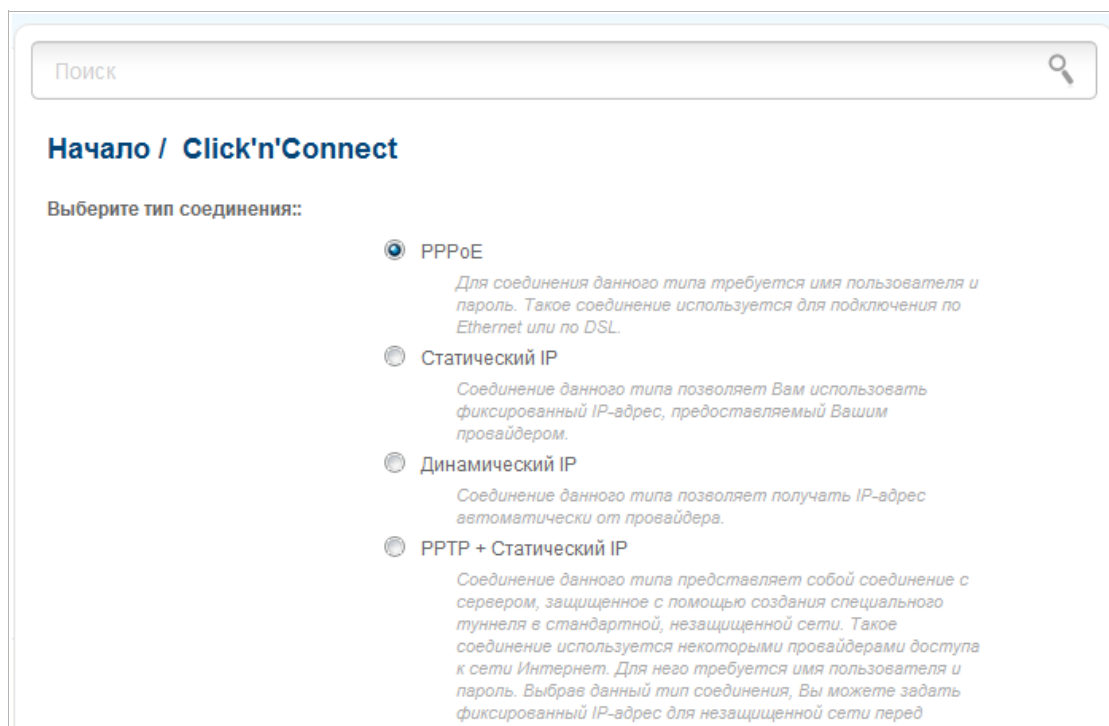 Поиск
Начало / Click'n'Connect
Выберите тип соединения::
PPPoE
Для соединения данного типа требуется имя пользователя и
пароль. Такое соединение используется для подключения по
Ethernet или по DSL.
Статический IP
Соединение данного типа позволяет Вам использовать
фиксированный IP-адрес, предоставляемый Вашим
провайдером.
Динамический IP
Соединение данного типа позволяет получать IP-адрес
автоматически от провайдера.
PPTP + Статический IP
Соединение данного типа представляет собой соединение с
сервером, защищенное с помощью создания специального
туннеля в стандартной, незащищенной сети. Такое
соединение используется некоторыми провайдерами доступа
к сети Интернет. Для него требуется имя пользователя и
пароль. Выбрав данный тип соединения, Вы можете задать
фиксированный IP-адрес для незащищенной сети перед